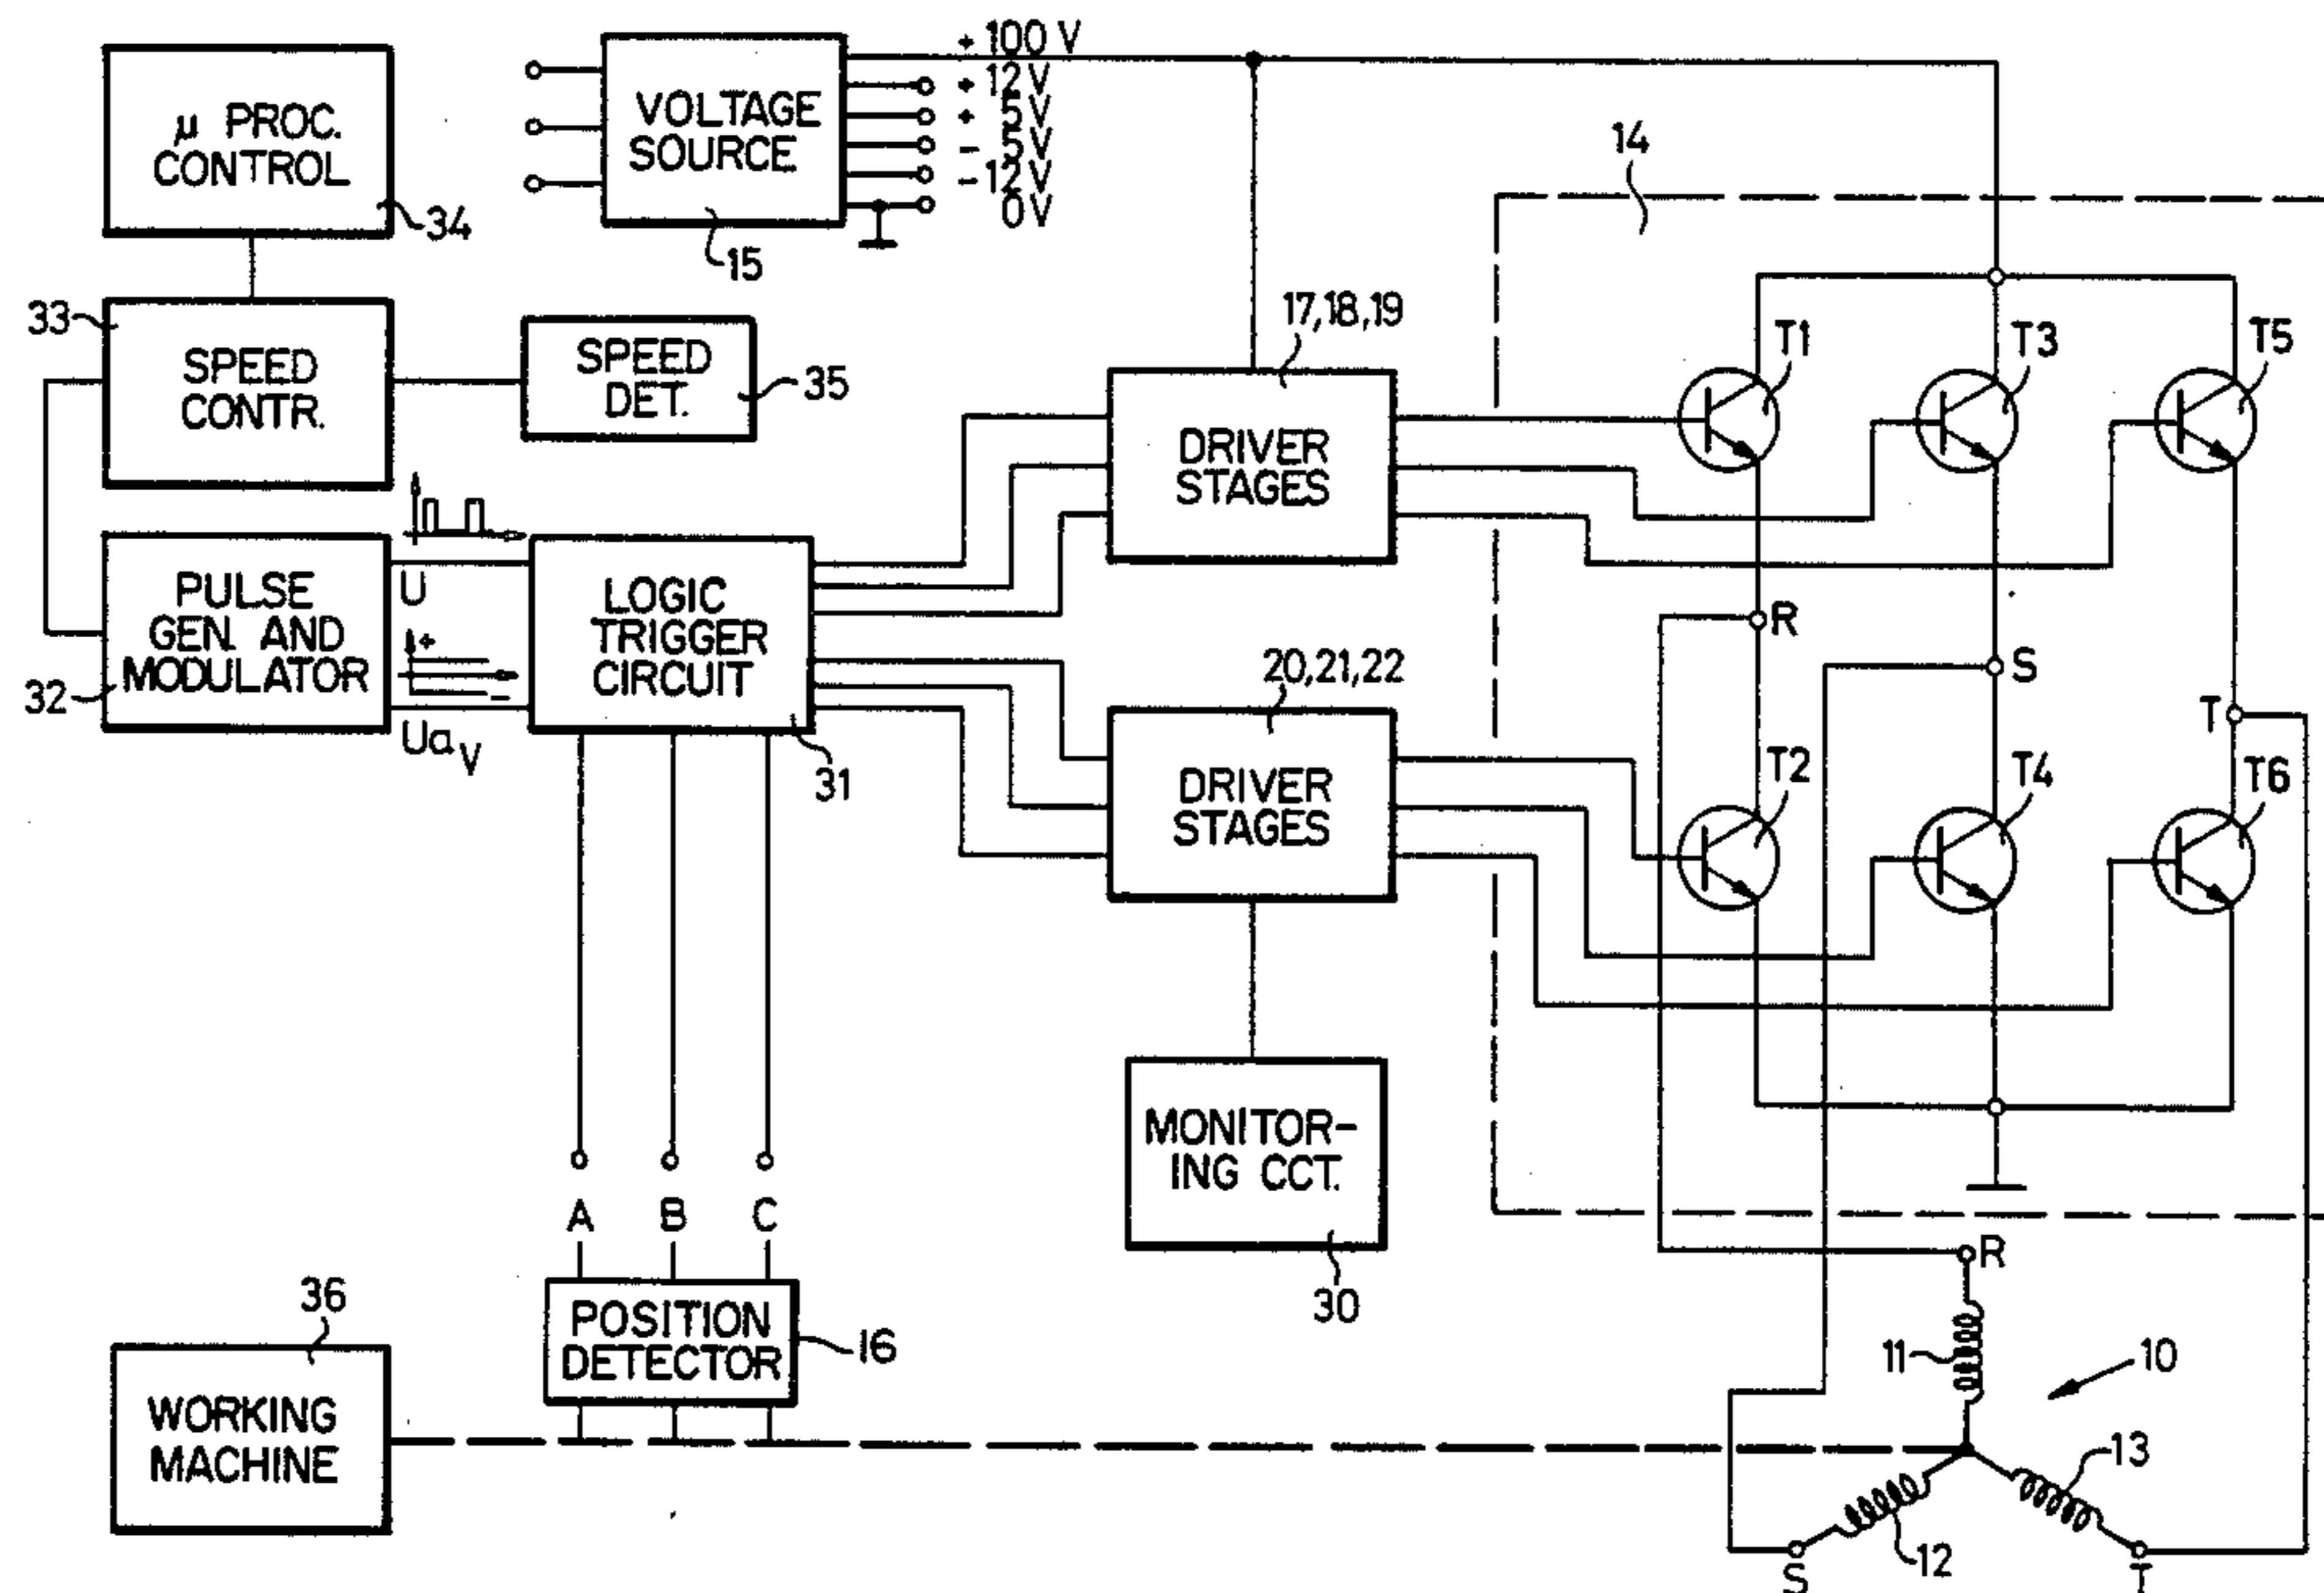 μ PROC.
CONTROL
34
VOLTAGE
SOURCE
15
+ 100 V
+ 12 V
+ 5 V
- 5 V
- 12 V
0 V
14
33
SPEED
CONTR.
SPEED
DET.
35
17,18,19
DRIVER
STAGES
T1
T3
T5
PULSE
GEN. AND
MODULATOR
32
U
+
-
Uav
LOGIC
TRIGGER
CIRCUIT
31
20,21,22
DRIVER
STAGES
R
S
T
T2
T4
T6
MONITOR-
ING CCT.
30
A B C
POSITION
DETECTOR
16
36
WORKING
MACHINE
R
11
10
13
12
S
T